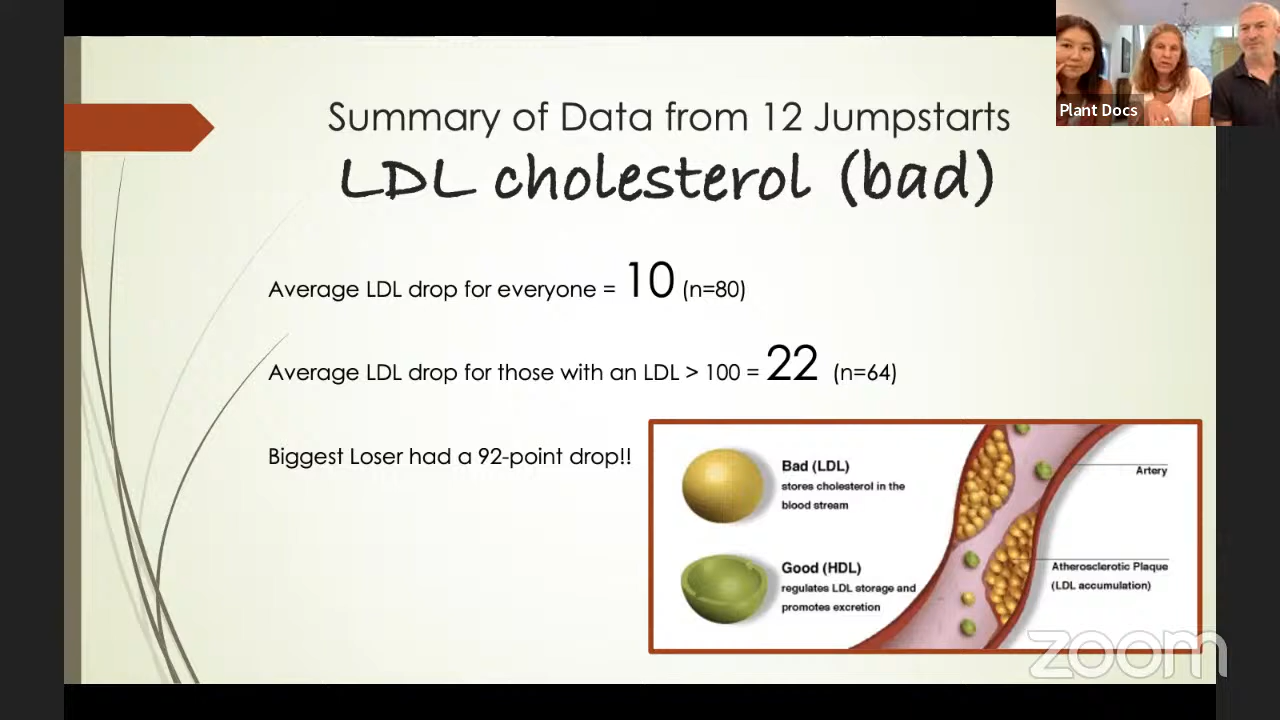 Plant Docs
Summary of Data from 12 Jumpstarts
LDL cholesterol (bad)
Average LDL drop for everyone = 10 (n=80)
Average LDL drop for those with an LDL > 100 = 22 (n=64)
Biggest Loser had a 92-point drop!!
Bad (LDL)
stores cholesterol in the
blood stream
Good (HDL)
regulates LDL storage and
promotes excretion
Artery
Atherosclerotic Plaque
(LDL accumulation)
zoom